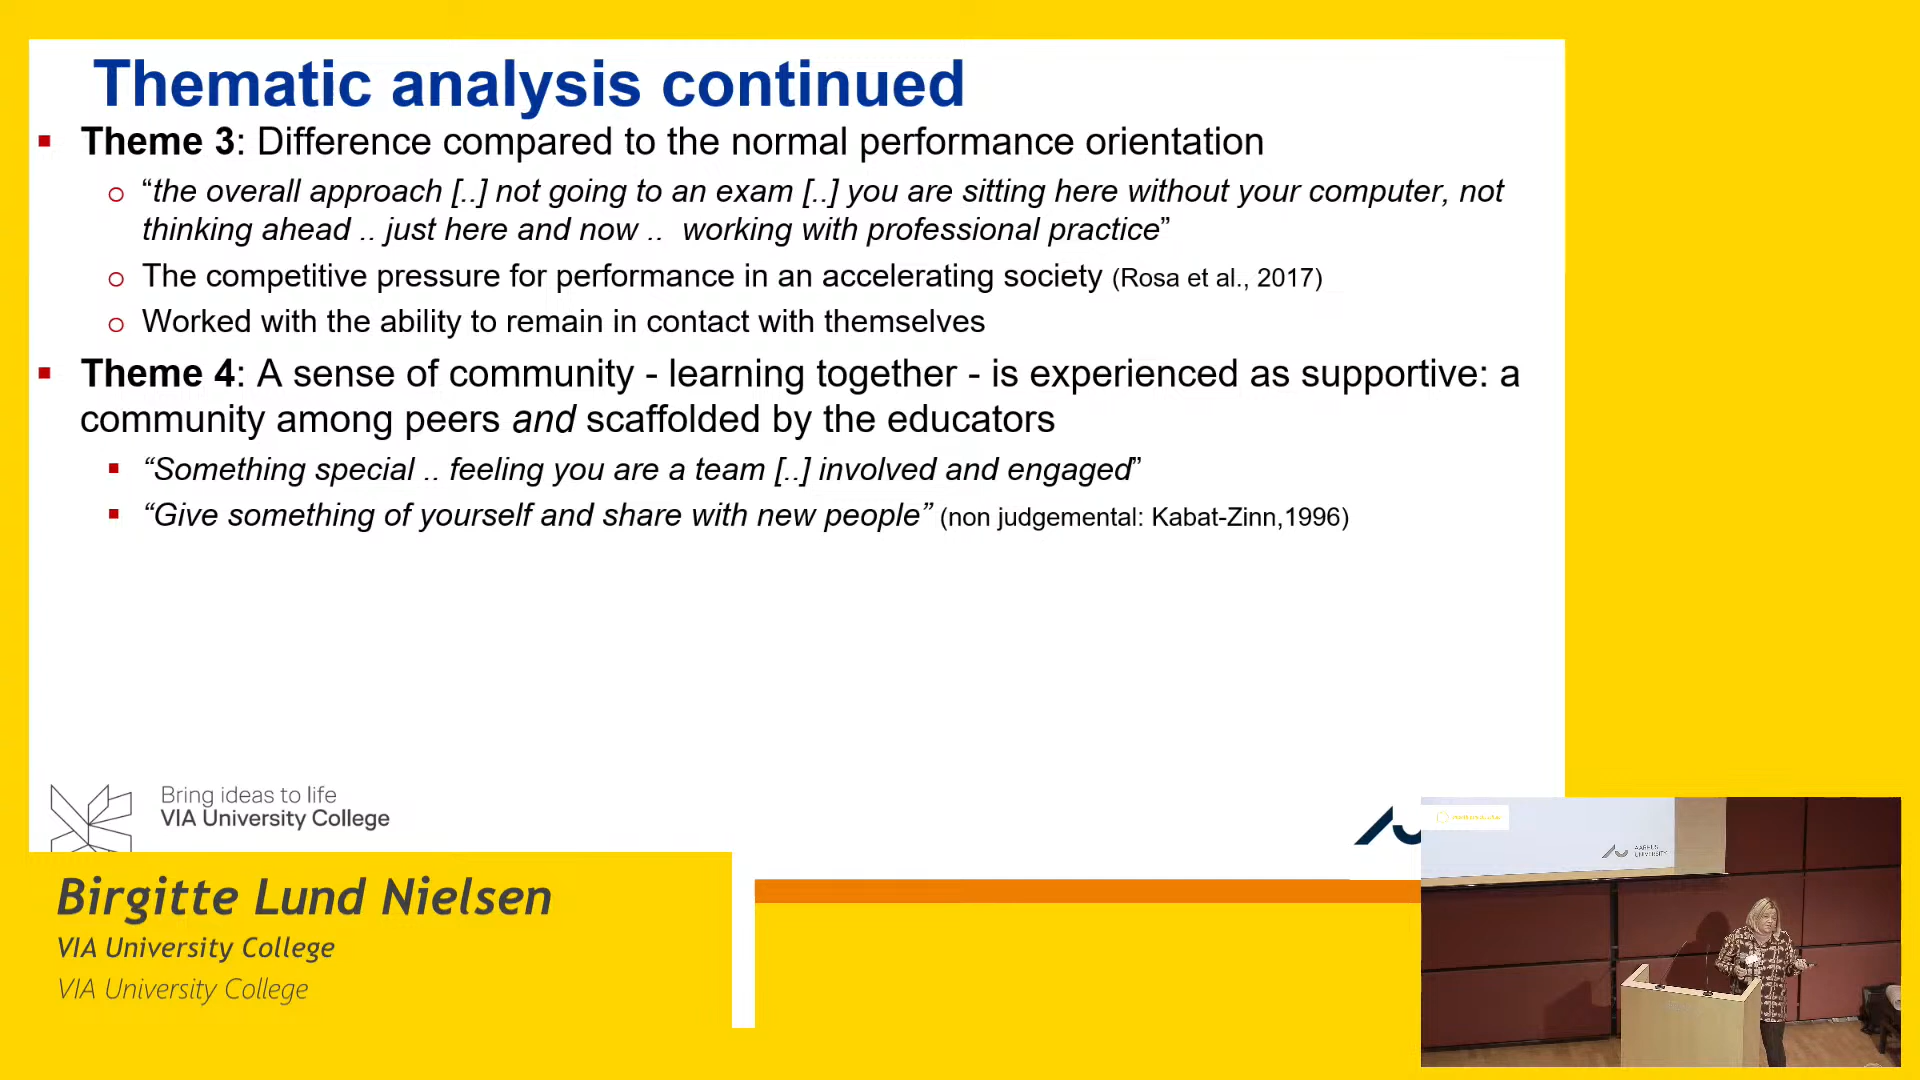 Thematic analysis continued
Theme 3: Difference compared to the normal performance orientation
“the overall approach [..] not going to an exam [..] you are sitting here without your computer, not
thinking ahead .. just here and now ..  working with professional practice”
The competitive pressure for performance in an accelerating society (Rosa et al., 2017)
Worked with the ability to remain in contact with themselves
Theme 4: A sense of community - learning together - is experienced as supportive: a
community among peers and scaffolded by the educators
“Something special .. feeling you are a team [..] involved and engaged”
“Give something of yourself and share with new people” (non judgemental: Kabat-Zinn,1996)
Bring ideas to life
VIA University College
AARHUS
UNIVERSITY
Birgitte Lund Nielsen
VIA University College
VIA University College